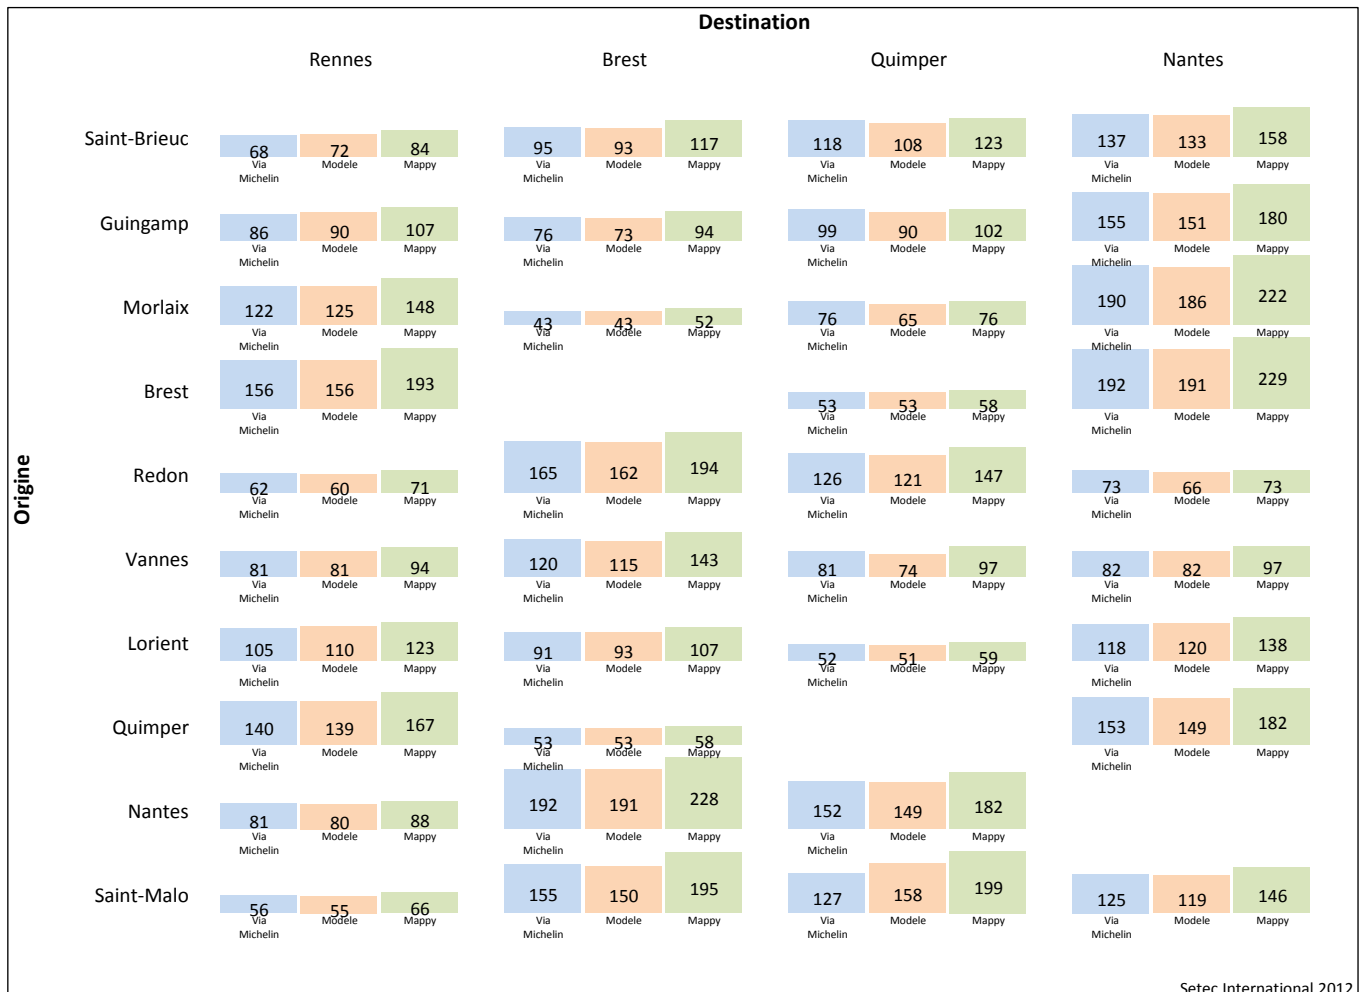 Destination
Rennes Brest Quimper Nantes
Origine
Saint-Brieuc
68 72 84 95 93 117 118 108 123 137 133 158
Via Modele Mappy Via Modele Mappy Via Modele Mappy Via Modele Mappy
Michelin Michelin Michelin Michelin
Guingamp
86 90 107 76 73 94 99 90 102 155 151 180
Via Modele Mappy Via Modele Mappy Via Modele Mappy Via Modele Mappy
Michelin Michelin Michelin Michelin
Morlaix
122 125 148 43 43 52 76 65 76 190 186 222
Via Modele Mappy Via Modele Mappy Via Modele Mappy Via Modele Mappy
Michelin Michelin Michelin Michelin
Brest
156 156 193 53 53 58 192 191 229
Via Modele Mappy Via Modele Mappy Via Modele Mappy
Michelin Michelin Michelin
Redon
62 60 71 165 162 194 126 121 147 73 66 73
Via Modele Mappy Via Modele Mappy Via Modele Mappy Via Modele Mappy
Michelin Michelin Michelin Michelin
Vannes
81 81 94 120 115 143 81 74 97 82 82 97
Via Modele Mappy Via Modele Mappy Via Modele Mappy Via Modele Mappy
Michelin Michelin Michelin Michelin
Lorient
105 110 123 91 93 107 52 51 59 118 120 138
Via Modele Mappy Via Modele Mappy Via Modele Mappy Via Modele Mappy
Michelin Michelin Michelin Michelin
Quimper
140 139 167 53 53 58 153 149 182
Via Modele Mappy Via Modele Mappy Via Modele Mappy
Michelin Michelin Michelin
Nantes
81 80 88 192 191 228 152 149 182
Via Modele Mappy Via Modele Mappy Via Modele Mappy
Michelin Michelin Michelin
Saint-Malo
56 55 66 155 150 195 127 158 199 125 119 146
Via Modele Mappy Via Modele Mappy Via Modele Mappy Via Modele Mappy
Michelin Michelin Michelin Michelin
Setec International 2012